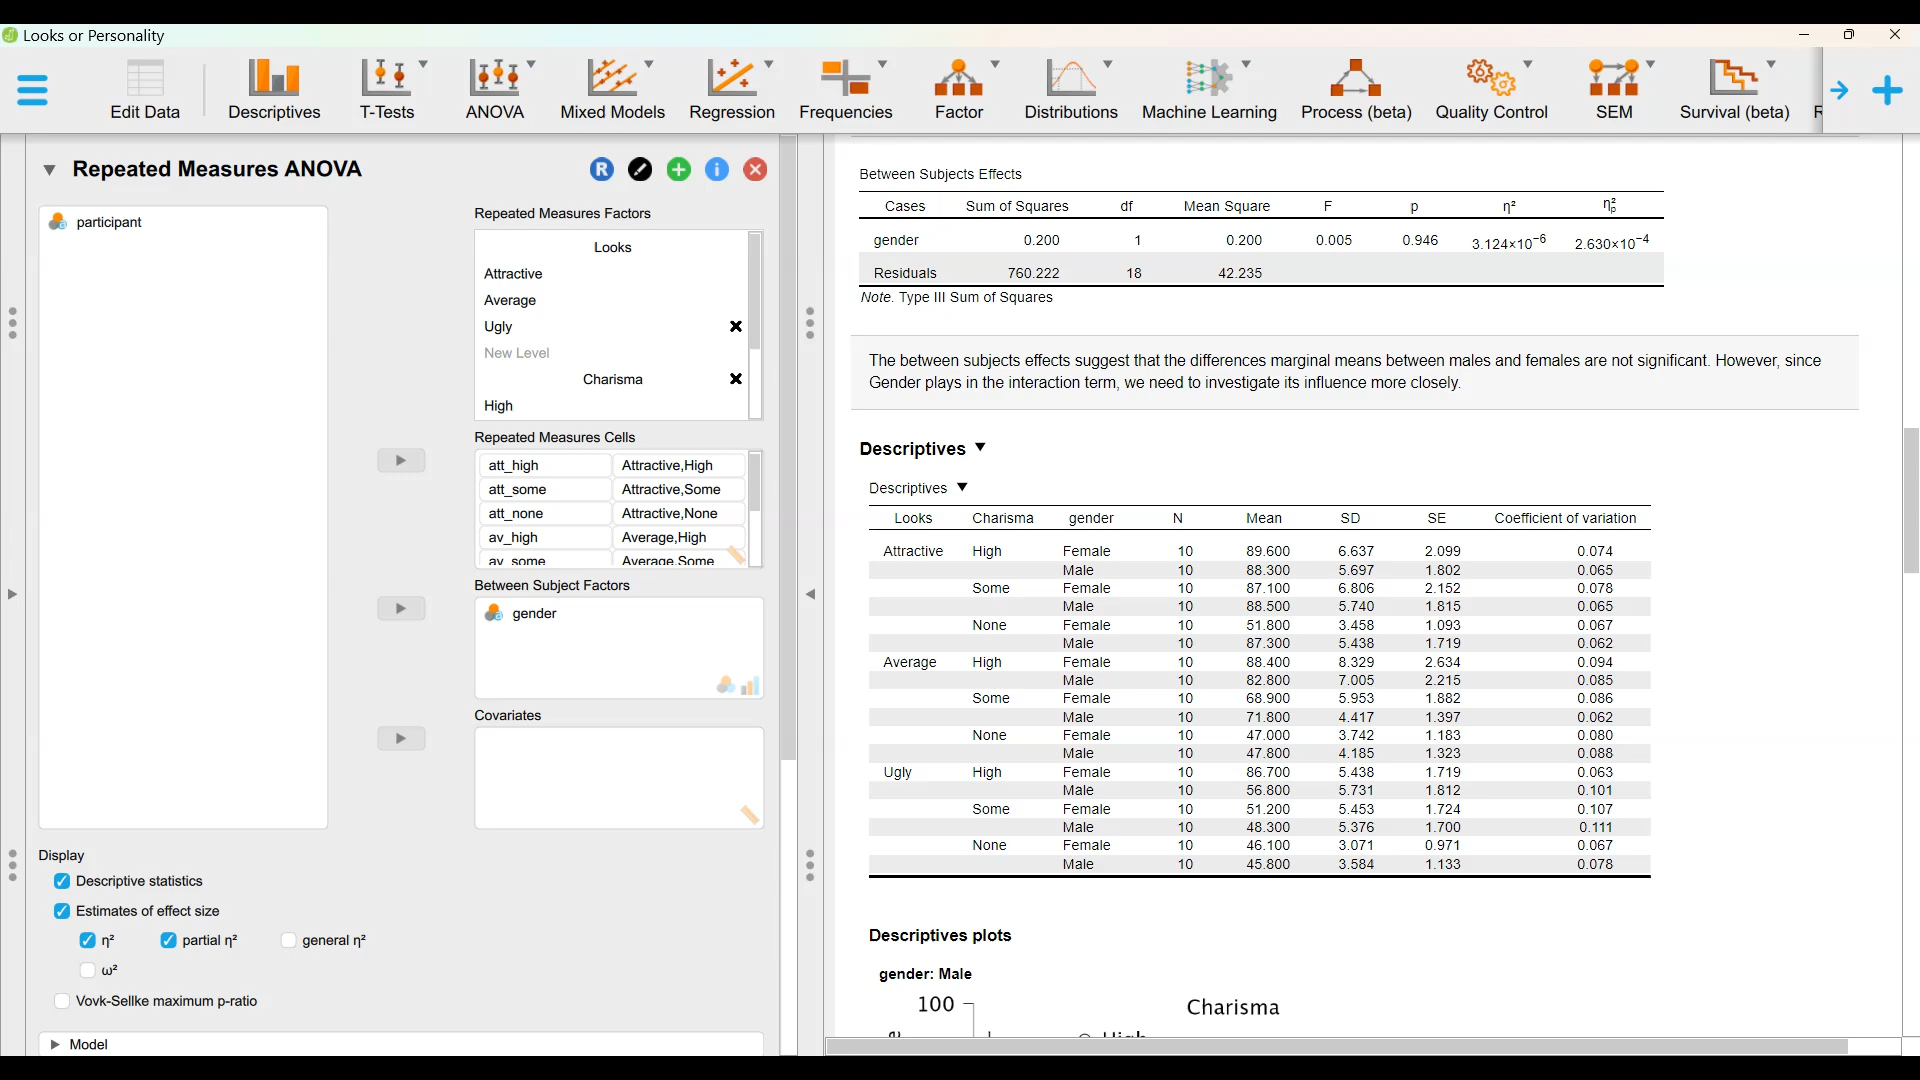 Looks or Personality
Edit Data
Descriptives
T-Tests
ANOVA
Mixed Models
Regression
Frequencies
Factor
Distributions
Machine Learning
Process (beta)
Quality Control
SEM
Survival (beta)
Repeated Measures ANOVA
participant
Repeated Measures Factors
Looks
Attractive
Average
Ugly
New Level
Charisma
High
Repeated Measures Cells
att_high Attractive,High
att_some Attractive,Some
att_none Attractive,None
av_high Average,High
av_some Average,Some
Between Subject Factors
gender
Covariates
Display
Descriptive statistics
Estimates of effect size
η² partial η² general η²
ω²
Vovk-Sellke maximum p-ratio
Model
Between Subjects Effects
Cases Sum of Squares df Mean Square F p η² η²p
gender 0.200 1 0.200 0.005 0.946 3.124×10⁻⁶ 2.630×10⁻⁴
Residuals 760.222 18 42.235
Note. Type III Sum of Squares
The between subjects effects suggest that the differences marginal means between males and females are not significant. However, since
Gender plays in the interaction term, we need to investigate its influence more closely.
Descriptives
Descriptives
Looks Charisma gender N Mean SD SE Coefficient of variation
Attractive High Female 10 89.600 6.637 2.099 0.074
Male 10 88.300 5.697 1.802 0.065
Some Female 10 87.100 6.806 2.152 0.078
Male 10 88.500 5.740 1.815 0.065
None Female 10 51.800 3.458 1.093 0.067
Male 10 87.300 5.438 1.719 0.062
Average High Female 10 88.400 8.329 2.634 0.094
Male 10 82.800 7.005 2.215 0.085
Some Female 10 68.900 5.953 1.882 0.086
Male 10 71.800 4.417 1.397 0.062
None Female 10 47.000 3.742 1.183 0.080
Male 10 47.800 4.185 1.323 0.088
Ugly High Female 10 86.700 5.438 1.719 0.063
Male 10 56.800 5.731 1.812 0.101
Some Female 10 51.200 5.453 1.724 0.107
Male 10 48.300 5.376 1.700 0.111
None Female 10 46.100 3.071 0.971 0.067
Male 10 45.800 3.584 1.133 0.078
Descriptives plots
gender: Male
100
Charisma
High